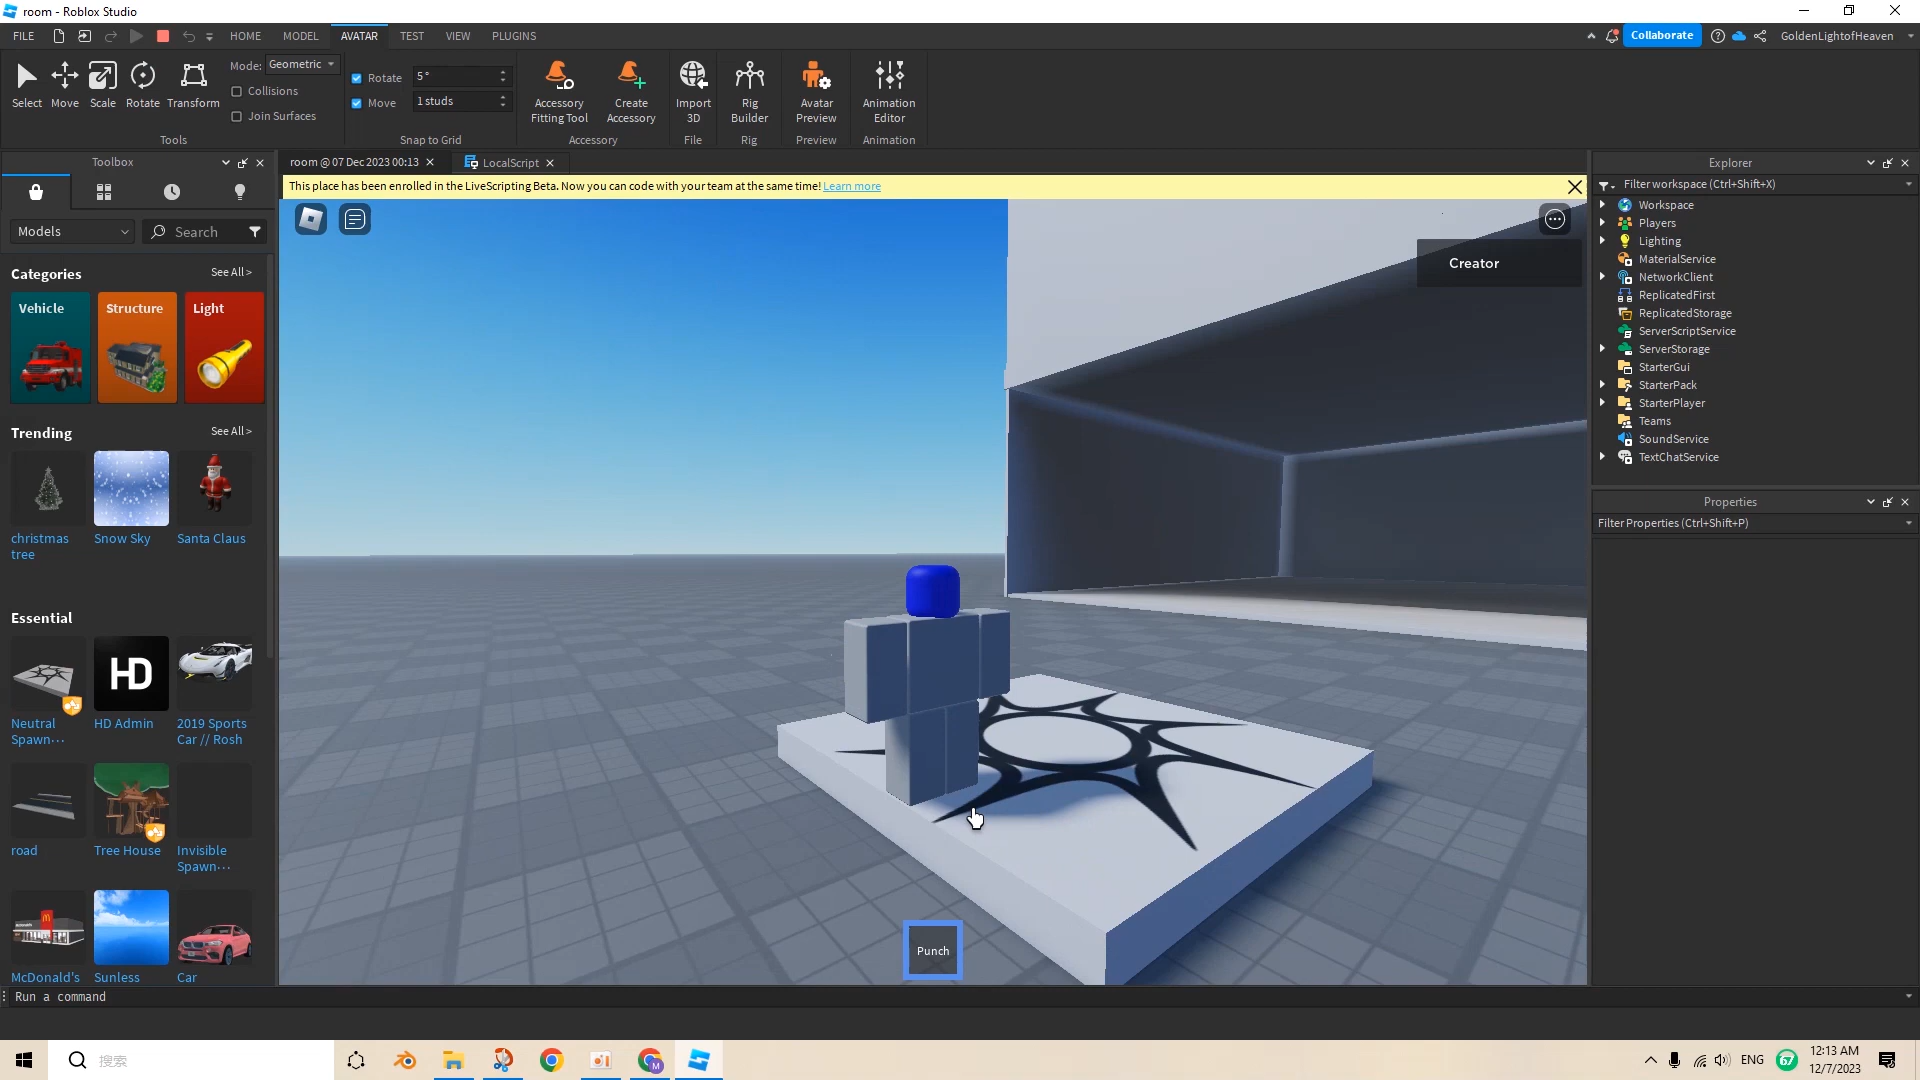 room - Roblox Studio
FILE
HOME
MODEL
AVATAR
TEST
VIEW
PLUGINS
Collaborate
GoldenLightofHeaven
Select
Move
Scale
Rotate
Transform
Mode: Geometric
Collisions
Join Surfaces
Tools
Rotate 5 °
Move 1 studs
Snap to Grid
Accessory
Fitting Tool
Create
Accessory
Accessory
Import
3D
File
Rig
Builder
Rig
Avatar
Preview
Preview
Animation
Editor
Animation
Toolbox
room @ 07 Dec 2023 00:13
LocalScript
This place has been enrolled in the LiveScripting Beta. Now you can code with your team at the same time! Learn more
Models
Search
Categories
See All >
Vehicle
Structure
Light
Trending
See All >
christmas
tree
Snow Sky
Santa Claus
Essential
Neutral
Spawn···
HD
HD Admin
2019 Sports
Car // Rosh
road
Tree House
Invisible
Spawn···
McDonald's
Sunless
Car
Creator
Punch
Explorer
Filter workspace (Ctrl+Shift+X)
Workspace
Players
Lighting
MaterialService
NetworkClient
ReplicatedFirst
ReplicatedStorage
ServerScriptService
ServerStorage
StarterGui
StarterPack
StarterPlayer
Teams
SoundService
TextChatService
Properties
Filter Properties (Ctrl+Shift+P)
Run a command
搜索
M
ENG
67
12:13 AM
12/7/2023